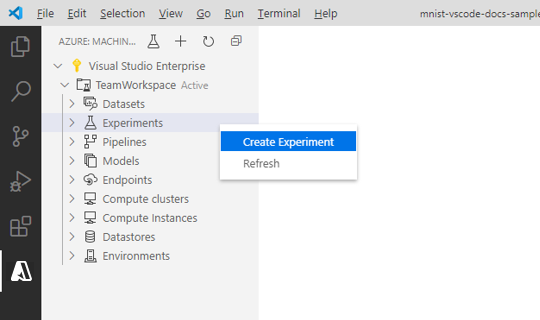 File Edit Selection View Go Run Terminal Help mnist-vscode-docs-sample
AZURE: MACHIN...
Visual Studio Enterprise
TeamWorkspace Active
Datasets
Experiments
Create Experiment
Pipelines
Refresh
Models
Endpoints
Compute clusters
Compute Instances
Datastores
Environments